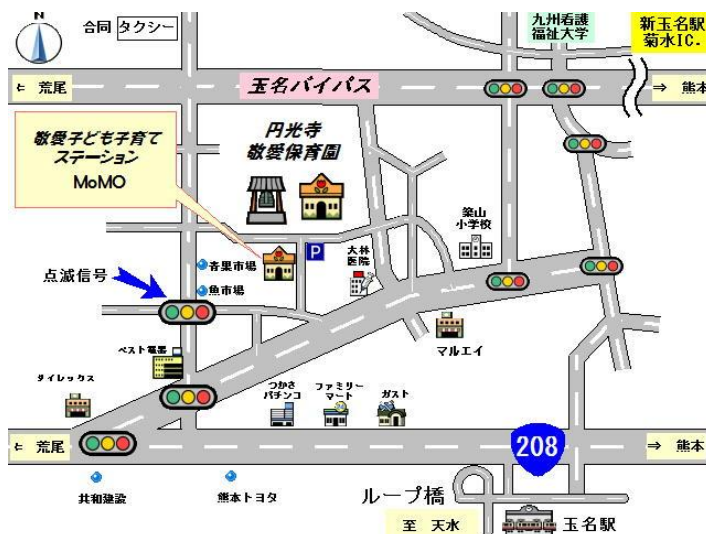 N
合同 タクシー
九州看護
福祉大学
新玉名駅
菊水IC.
⇐ 荒尾
玉名バイパス
⇒ 熊本
敬愛子ども子育て
ステーション
MoMO
円光寺
敬愛保育園
築山
小学校
P
大林
医院
青果市場
魚市場
点滅信号
マルエイ
ベスト電器
ダイレックス
つかさ
パチンコ
ファミリー
マート
ガスト
⇐ 荒尾
208
⇒ 熊本
共和建設
熊本トヨタ
ループ橋
至 天水
玉名駅